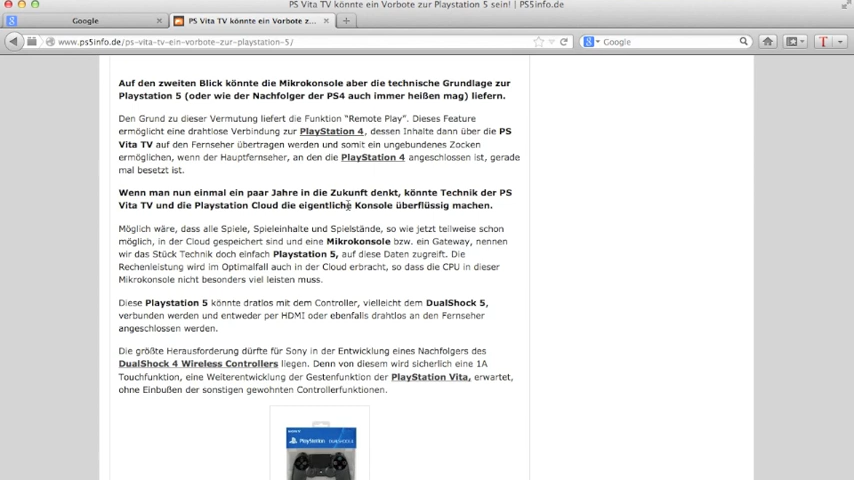 PS Vita TV könnte ein Vorbote zur Playstation 5 sein! | PS5info.de
Google
PS Vita TV könnte ein Vorbote z...
www.ps5info.de/ps-vita-tv-ein-vorbote-zur-playstation-5/
Google
Auf den zweiten Blick könnte die Mikrokonsole aber die technische Grundlage zur
Playstation 5 (oder wie der Nachfolger der PS4 auch immer heißen mag) liefern.
Den Grund zu dieser Vermutung liefert die Funktion "Remote Play". Dieses Feature
ermöglicht eine drahtlose Verbindung zur PlayStation 4, dessen Inhalte dann über die PS
Vita TV auf den Fernseher übertragen werden und somit ein ungebundenes Zocken
ermöglichen, wenn der Hauptfernseher, an den die PlayStation 4 angeschlossen ist, gerade
mal besetzt ist.
Wenn man nun einmal ein paar Jahre in die Zukunft denkt, könnte Technik der PS
Vita TV und die Playstation Cloud die eigentliche Konsole überflüssig machen.
Möglich wäre, dass alle Spiele, Spieleinhalte und Spielstände, so wie jetzt teilweise schon
möglich, in der Cloud gespeichert sind und eine Mikrokonsole bzw. ein Gateway, nennen
wir das Stück Technik doch einfach Playstation 5, auf diese Daten zugreift. Die
Rechenleistung wird im Optimalfall auch in der Cloud erbracht, so dass die CPU in dieser
Mikrokonsole nicht besonders viel leisten muss.
Diese Playstation 5 könnte dratlos mit dem Controller, vielleicht dem DualShock 5,
verbunden werden und entweder per HDMI oder ebenfalls drahtlos an den Fernseher
angeschlossen werden.
Die größte Herausforderung dürfte für Sony in der Entwicklung eines Nachfolgers des
DualShock 4 Wireless Controllers liegen. Denn von diesem wird sicherlich eine 1A
Touchfunktion, eine Weiterentwicklung der Gestenfunktion der PlayStation Vita, erwartet,
ohne Einbußen der sonstigen gewohnten Controllerfunktionen.
SONY
PlayStation DUALSHOCK 4